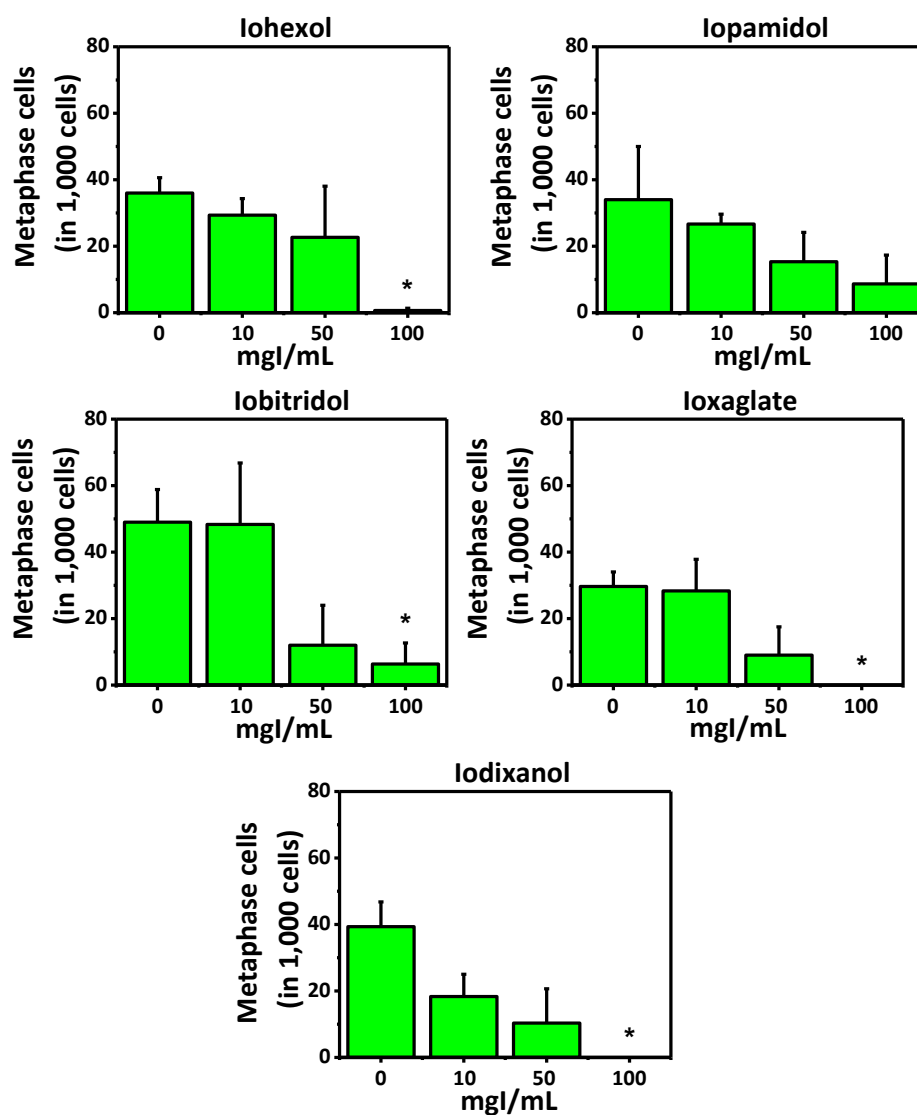 Iohexol
Metaphase cells
(in 1,000 cells)
80
60
40
20
0
*
0 10 50 100
mgI/mL
Iopamidol
Metaphase cells
(in 1,000 cells)
80
60
40
20
0
0 10 50 100
mgI/mL
Iobitridol
Metaphase cells
(in 1,000 cells)
80
60
40
20
0
*
0 10 50 100
mgI/mL
Ioxaglate
Metaphase cells
(in 1,000 cells)
80
60
40
20
0
*
0 10 50 100
mgI/mL
Iodixanol
Metaphase cells
(in 1,000 cells)
80
60
40
20
0
*
0 10 50 100
mgI/mL